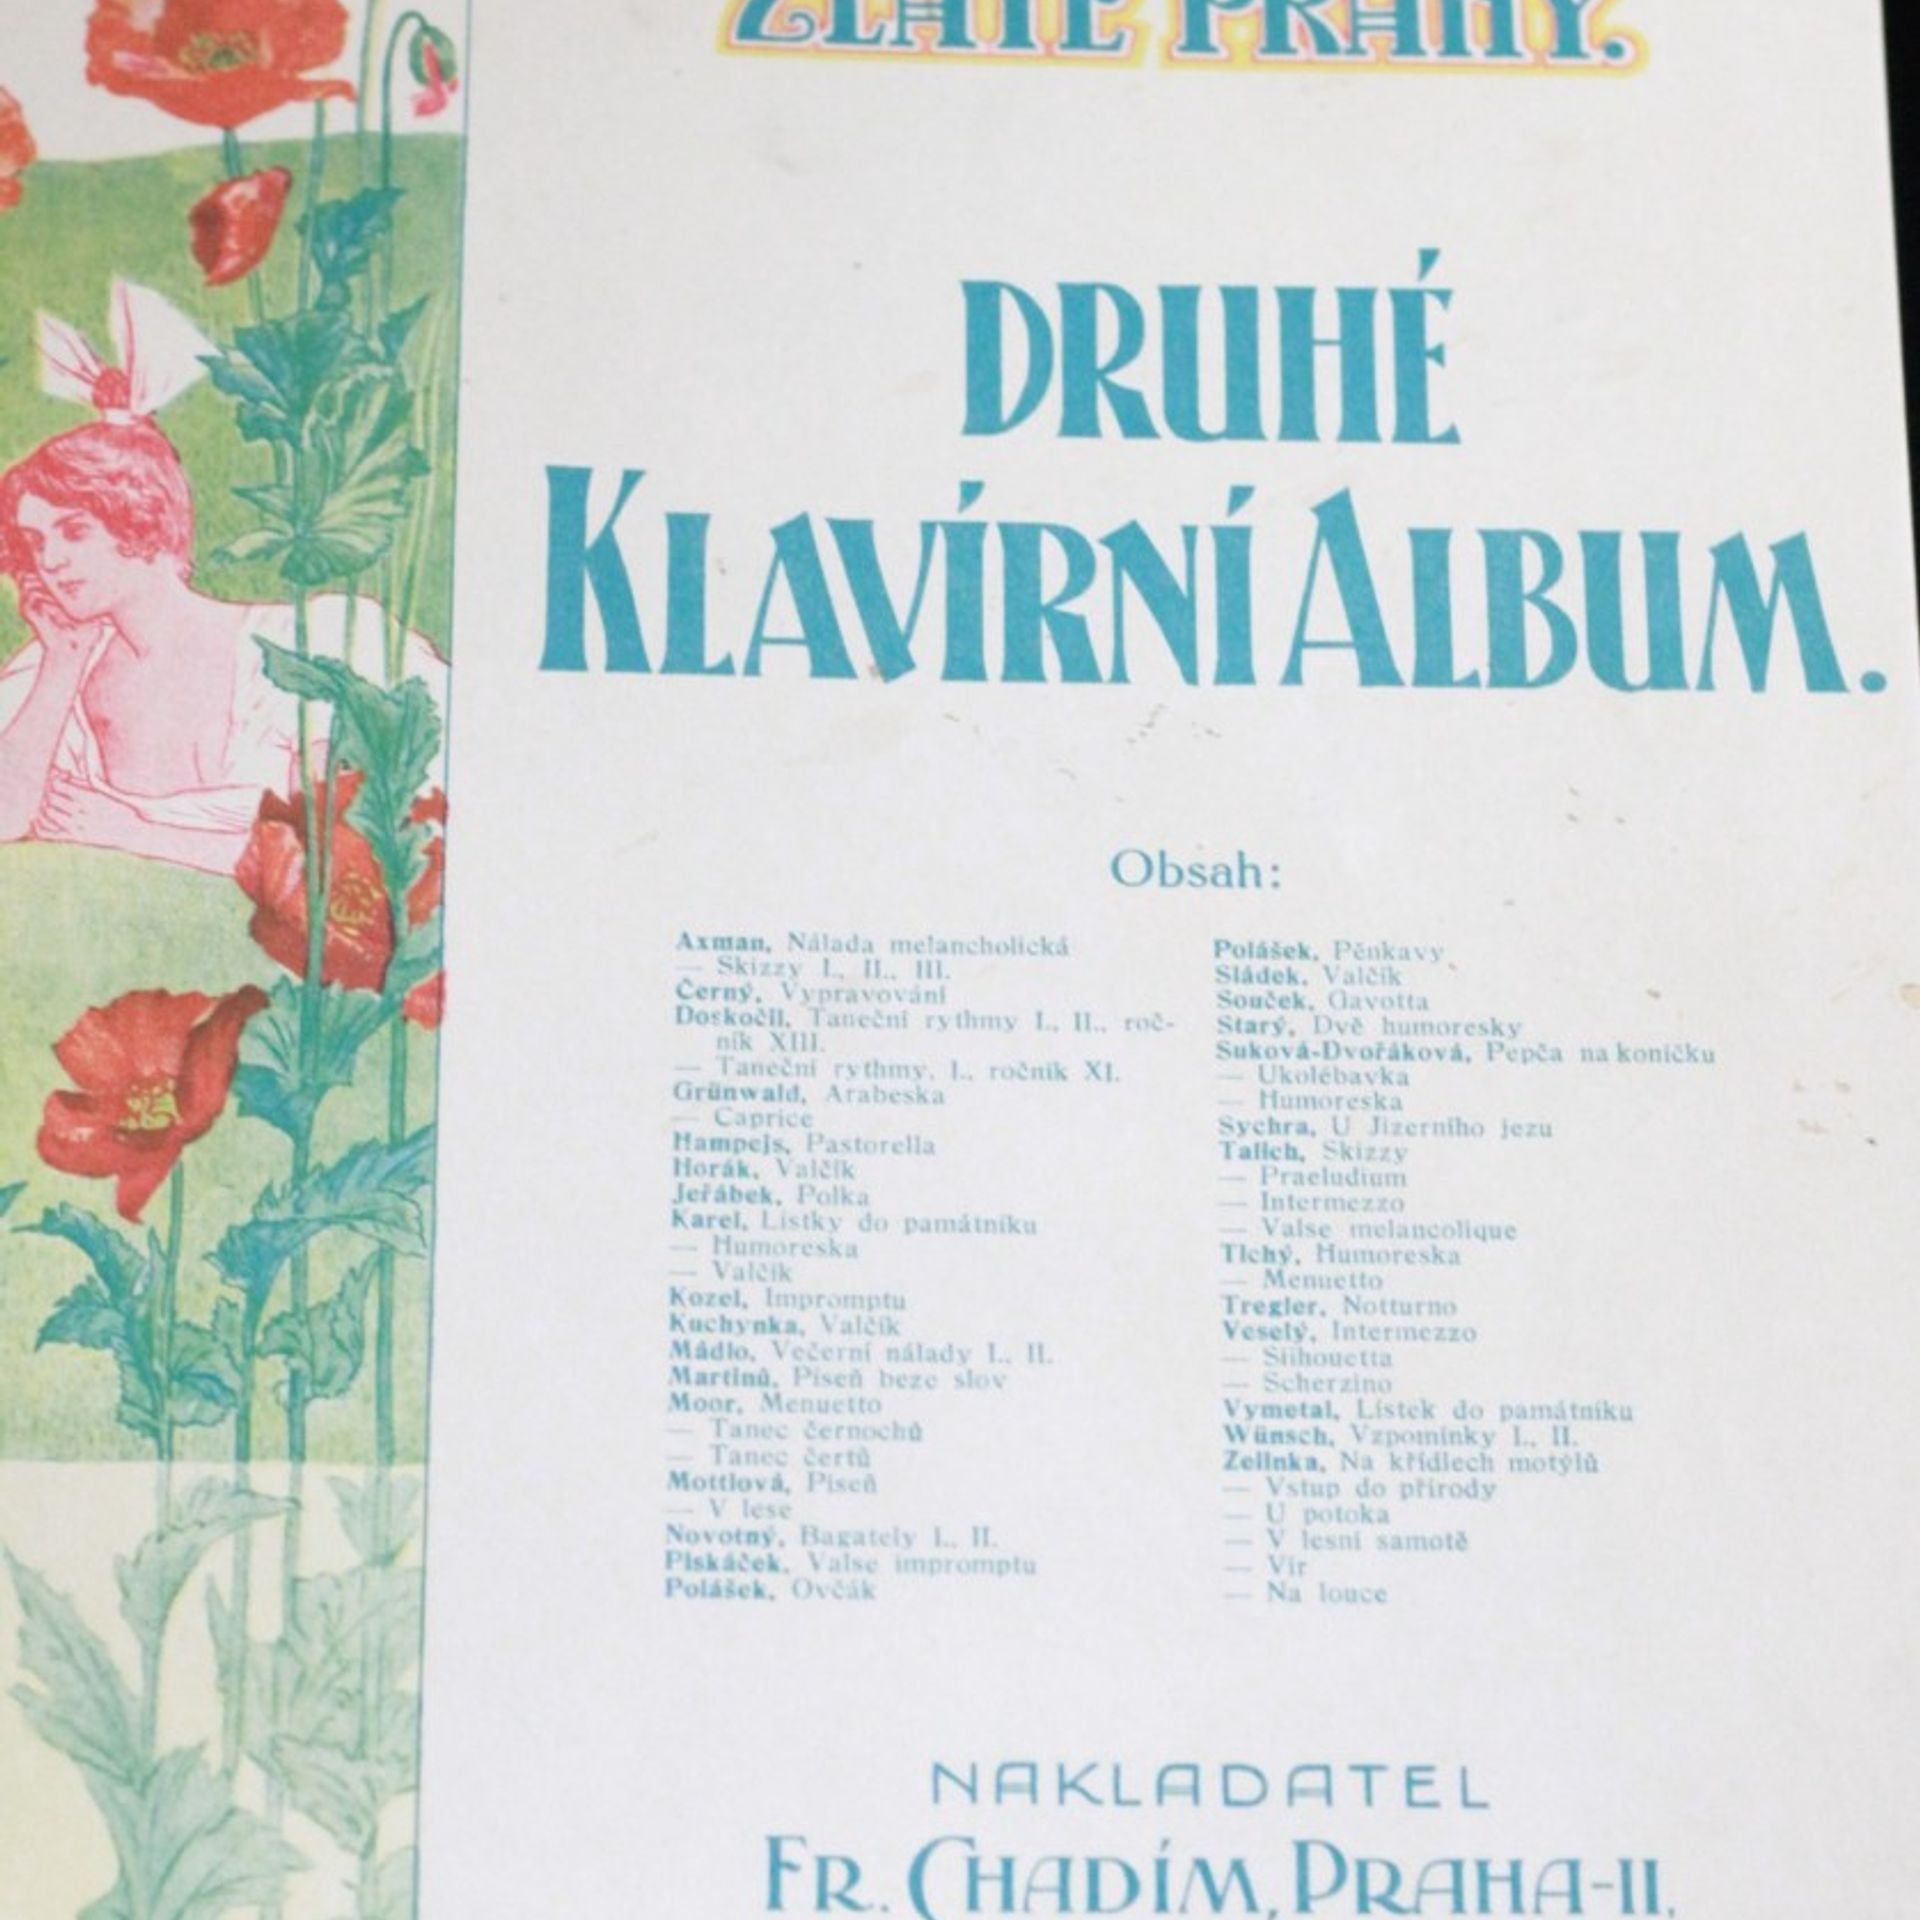 ZLATÉ PRAHY.
DRUHÉ
KLAVÍRNÍ ALBUM.
Obsah:
Axman, Nálada melancholická
— Skizzy I., II., III.
Černý, Vypravování
Doskočil, Taneční rythmy I., II., roč-
ník XIII.
— Taneční rythmy, I., ročník XI.
Grünwald, Arabeska
— Caprice
Hampejs, Pastorella
Horák, Valčík
Jeřábek, Polka
Karel, Lístky do památníku
— Humoreska
— Valčík
Kozel, Impromptu
Kuchynka, Valčík
Mádlo, Večerní nálady I., II.
Martinů, Píseň beze slov
Moor, Menuetto
— Tanec černochů
— Tanec čertů
Mottlová, Píseň
— V lese
Novotný, Bagately I., II.
Piskáček, Valse impromptu
Polášek, Ovčák
Polášek, Pěnkavy
Sládek, Valčík
Souček, Gavotta
Starý, Dvě humoresky
Suková-Dvořáková, Pepča na koníčku
— Ukolébavka
— Humoreska
Sychra, U Jizerního jezu
Talich, Skizzy
— Praeludium
— Intermezzo
— Valse melancolique
Tichý, Humoreska
— Menuetto
Tregler, Notturno
Veselý, Intermezzo
— Silhouetta
— Scherzino
Vymetal, Lístek do památníku
Wünsch, Vzpomínky I., II.
Zelinka, Na křídlech motýlů
— Vstup do přírody
— U potoka
— V lesní samotě
— Vír
— Na louce
NAKLADATEL
FR. CHADÍM, PRAHA-II.